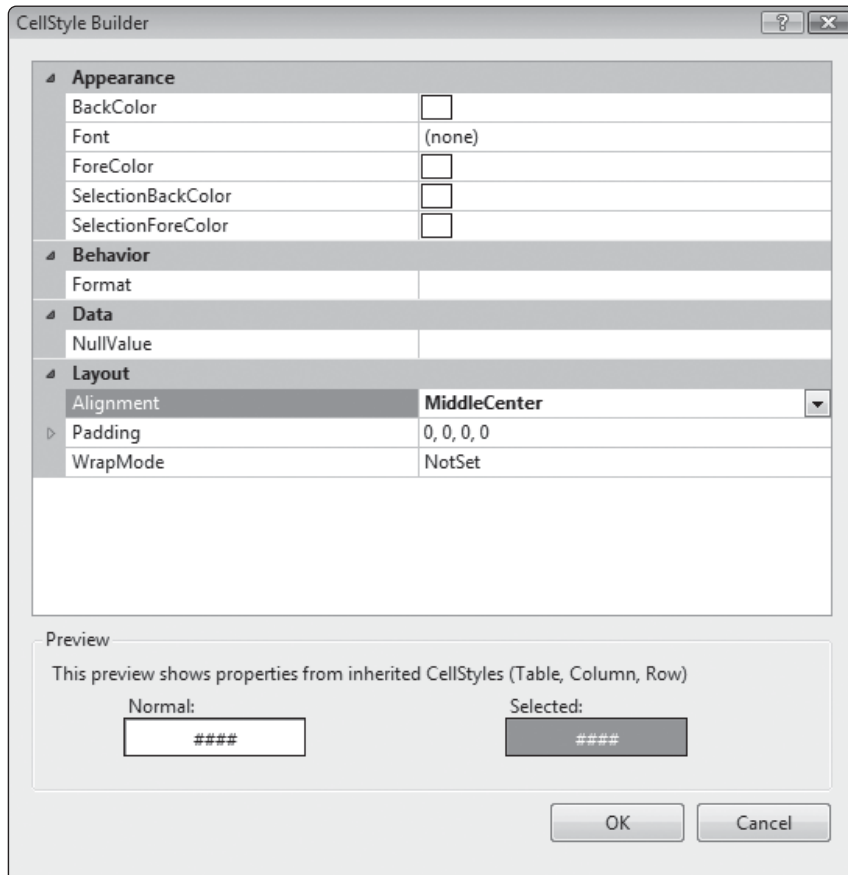 CellStyle Builder
Appearance
BackColor
Font (none)
ForeColor
SelectionBackColor
SelectionForeColor
Behavior
Format
Data
NullValue
Layout
Alignment MiddleCenter
Padding 0, 0, 0, 0
WrapMode NotSet
Preview
This preview shows properties from inherited CellStyles (Table, Column, Row)
Normal: Selected:
#### ####
OK Cancel